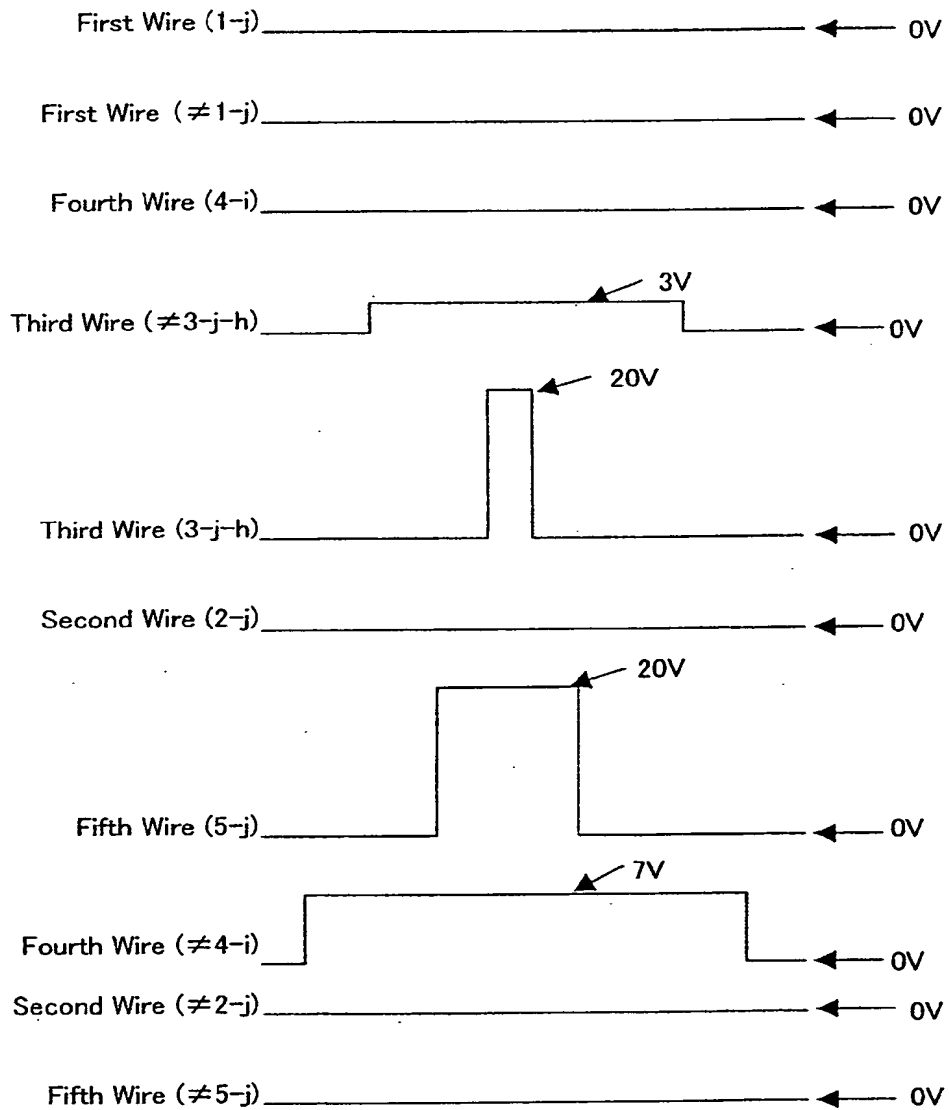 First Wire (1-j) 0V
First Wire (≠1-j) 0V
Fourth Wire (4-i) 0V
3V
Third Wire (≠3-j-h) 0V
20V
Third Wire (3-j-h) 0V
Second Wire (2-j) 0V
20V
Fifth Wire (5-j) 0V
7V
Fourth Wire (≠4-i) 0V
Second Wire (≠2-j) 0V
Fifth Wire (≠5-j) 0V